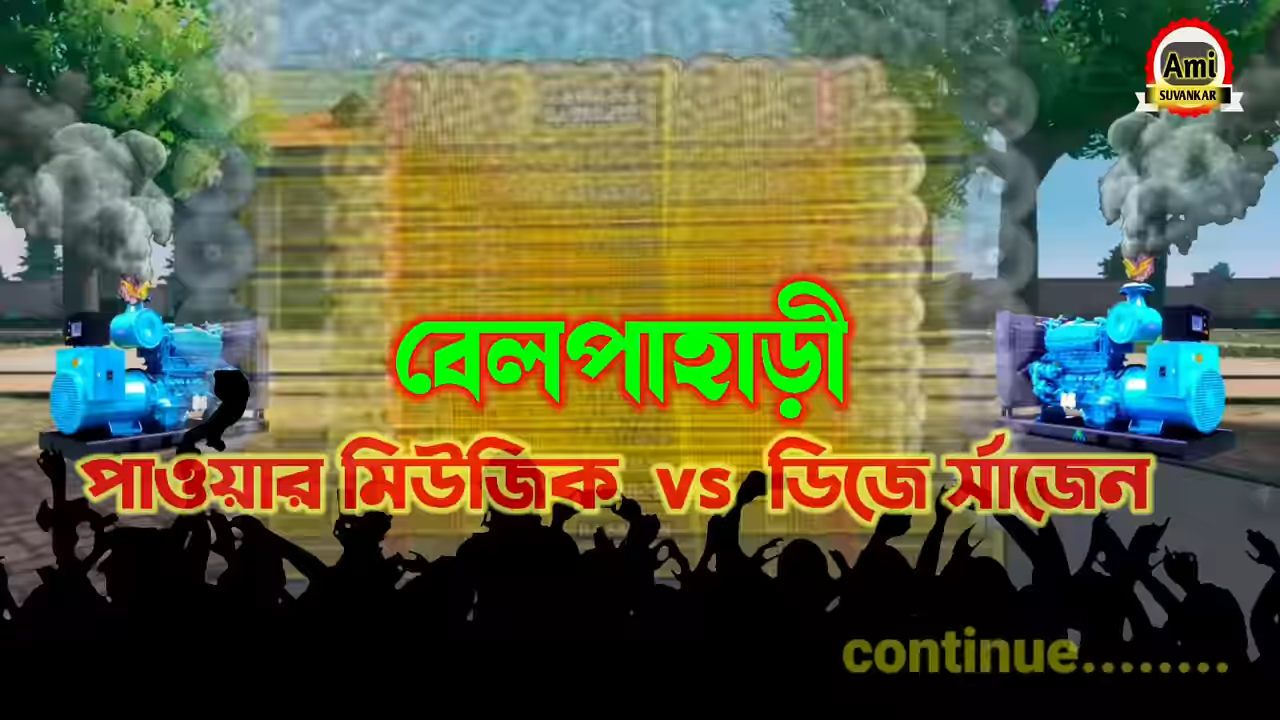 Ami
SUVANKAR
বেলপাহাড়ী
পাওয়ার মিউজিক vs ডিজে র্সাজেন
continue........